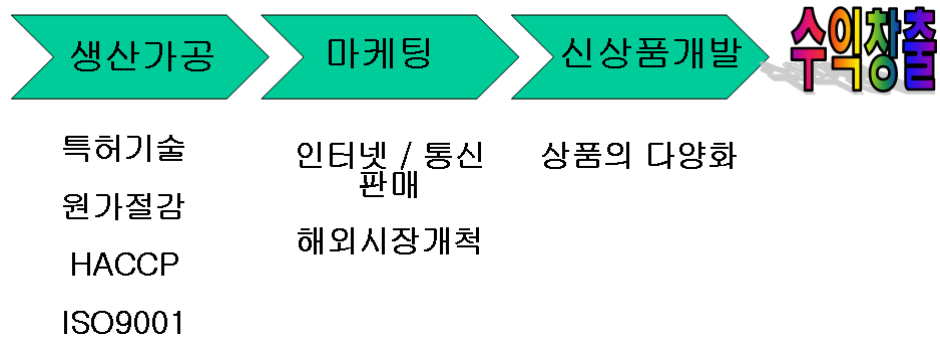 생산가공
마케팅
신상품개발
수익창출
특허기술
원가절감
HACCP
ISO9001
인터넷 / 통신
판매
해외시장개척
상품의 다양화